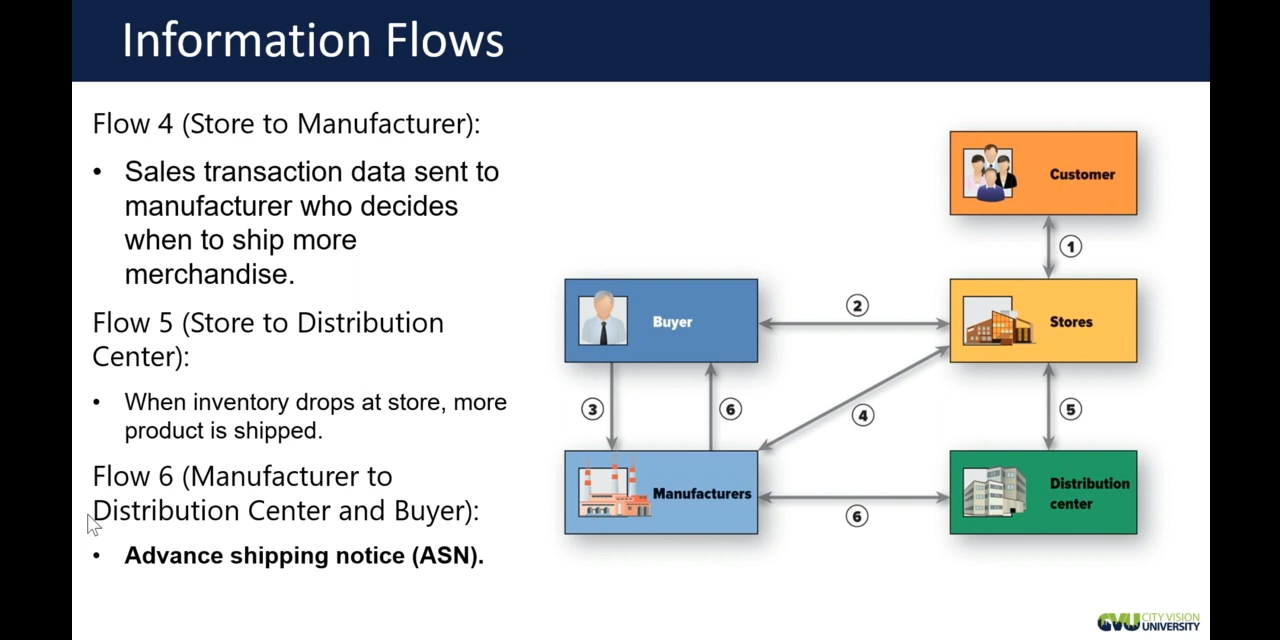 Information Flows
Flow 4 (Store to Manufacturer):
• Sales transaction data sent to
manufacturer who decides
when to ship more
merchandise.
Flow 5 (Store to Distribution
Center):
• When inventory drops at store, more
product is shipped.
Flow 6 (Manufacturer to
Distribution Center and Buyer):
• Advance shipping notice (ASN).
Customer
1
Buyer
2
Stores
3
6
4
5
Manufacturers
6
Distribution
center
CVU CITY VISION
UNIVERSITY